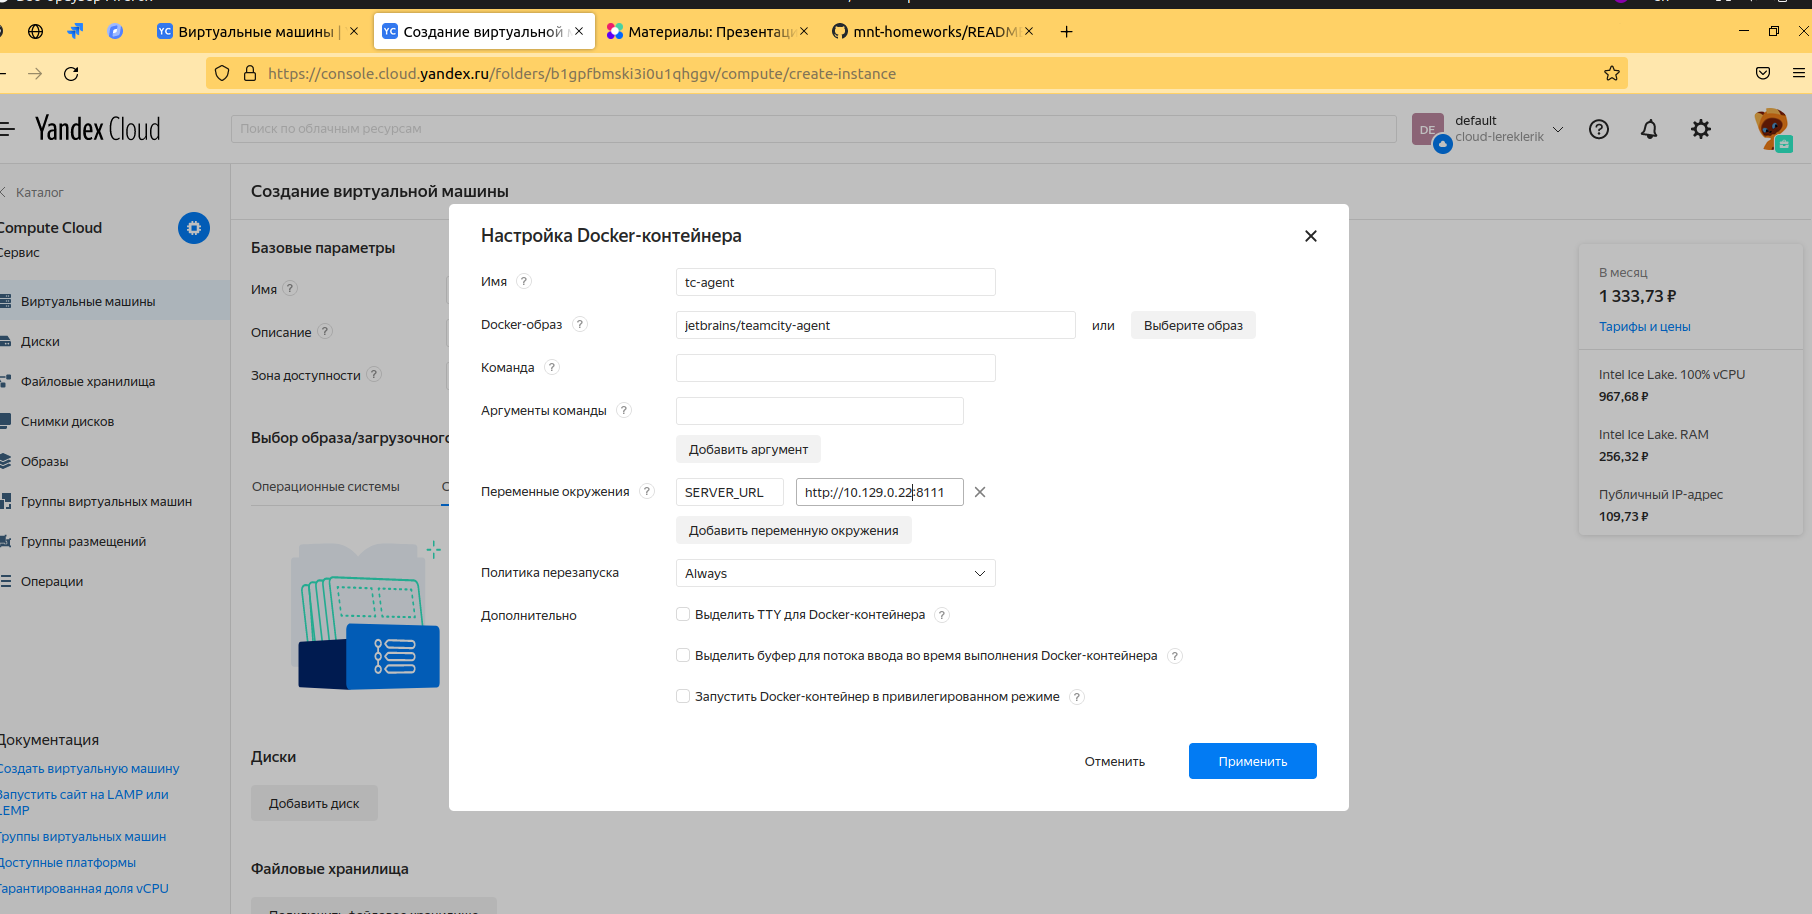 Виртуальные машины |
Создание виртуальной
Материалы: Презентац
mnt-homeworks/READM
https://console.cloud.yandex.ru/folders/b1gpfbmski3i0u1qhggv/compute/create-instance
Yandex Cloud
Поиск по облачным ресурсам
DE
default
cloud-lereklerik
Каталог
Compute Cloud
Сервис
Виртуальные машины
Диски
Файловые хранилища
Снимки дисков
Образы
Группы виртуальных машин
Группы размещений
Операции
Документация
Создать виртуальную машину
Запустить сайт на LAMP или
LEMP
Группы виртуальных машин
Доступные платформы
Гарантированная доля vCPU
Создание виртуальной машины
Базовые параметры
Имя
Описание
Зона доступности
Выбор образа/загрузочного
Операционные системы
Диски
Добавить диск
Файловые хранилища
Настройка Docker-контейнера
Имя ? tc-agent
Docker-образ ? jetbrains/teamcity-agent или Выберите образ
Команда ?
Аргументы команды ?
Добавить аргумент
Переменные окружения ? SERVER_URL http://10.129.0.22:8111
Добавить переменную окружения
Политика перезапуска Always
Дополнительно Выделить TTY для Docker-контейнера ?
Выделить буфер для потока ввода во время выполнения Docker-контейнера ?
Запустить Docker-контейнер в привилегированном режиме ?
Отменить Применить
В месяц
1 333,73 ₽
Тарифы и цены
Intel Ice Lake. 100% vCPU
967,68 ₽
Intel Ice Lake. RAM
256,32 ₽
Публичный IP-адрес
109,73 ₽